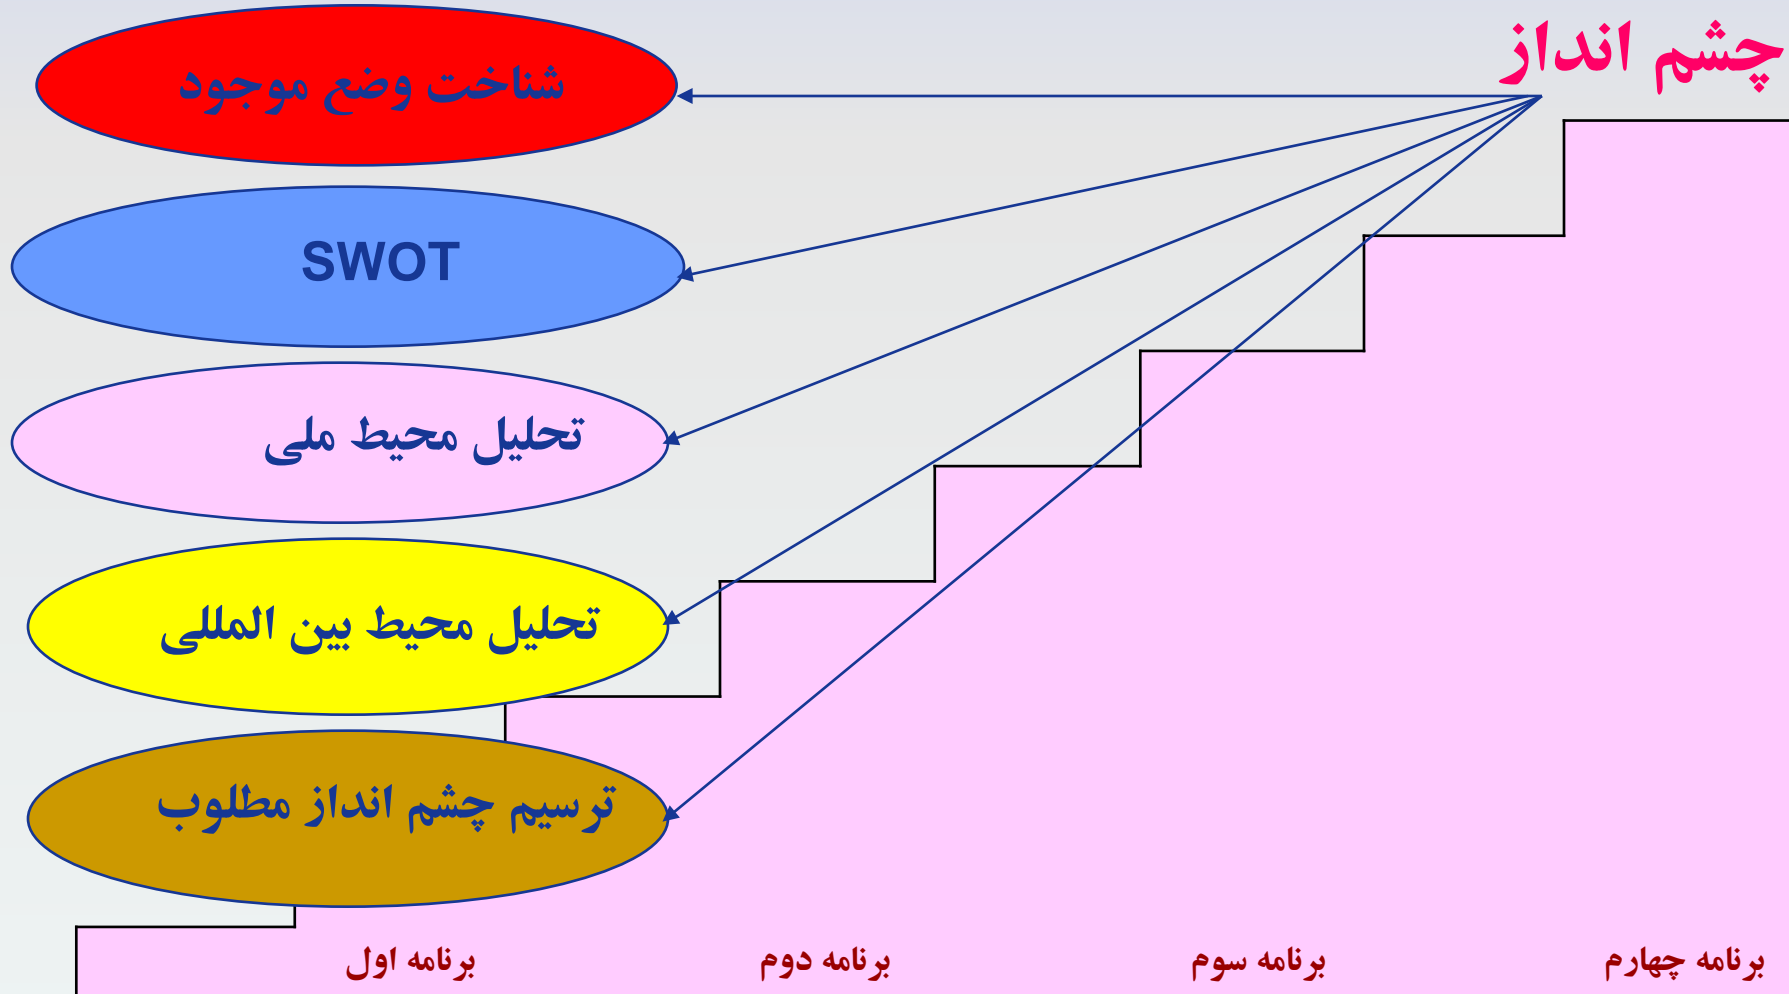 چشم انداز
شناخت وضع موجود
SWOT
تحلیل محیط ملی
تحلیل محیط بین المللی
ترسیم چشم انداز مطلوب
برنامه اول
برنامه دوم
برنامه سوم
برنامه چهارم